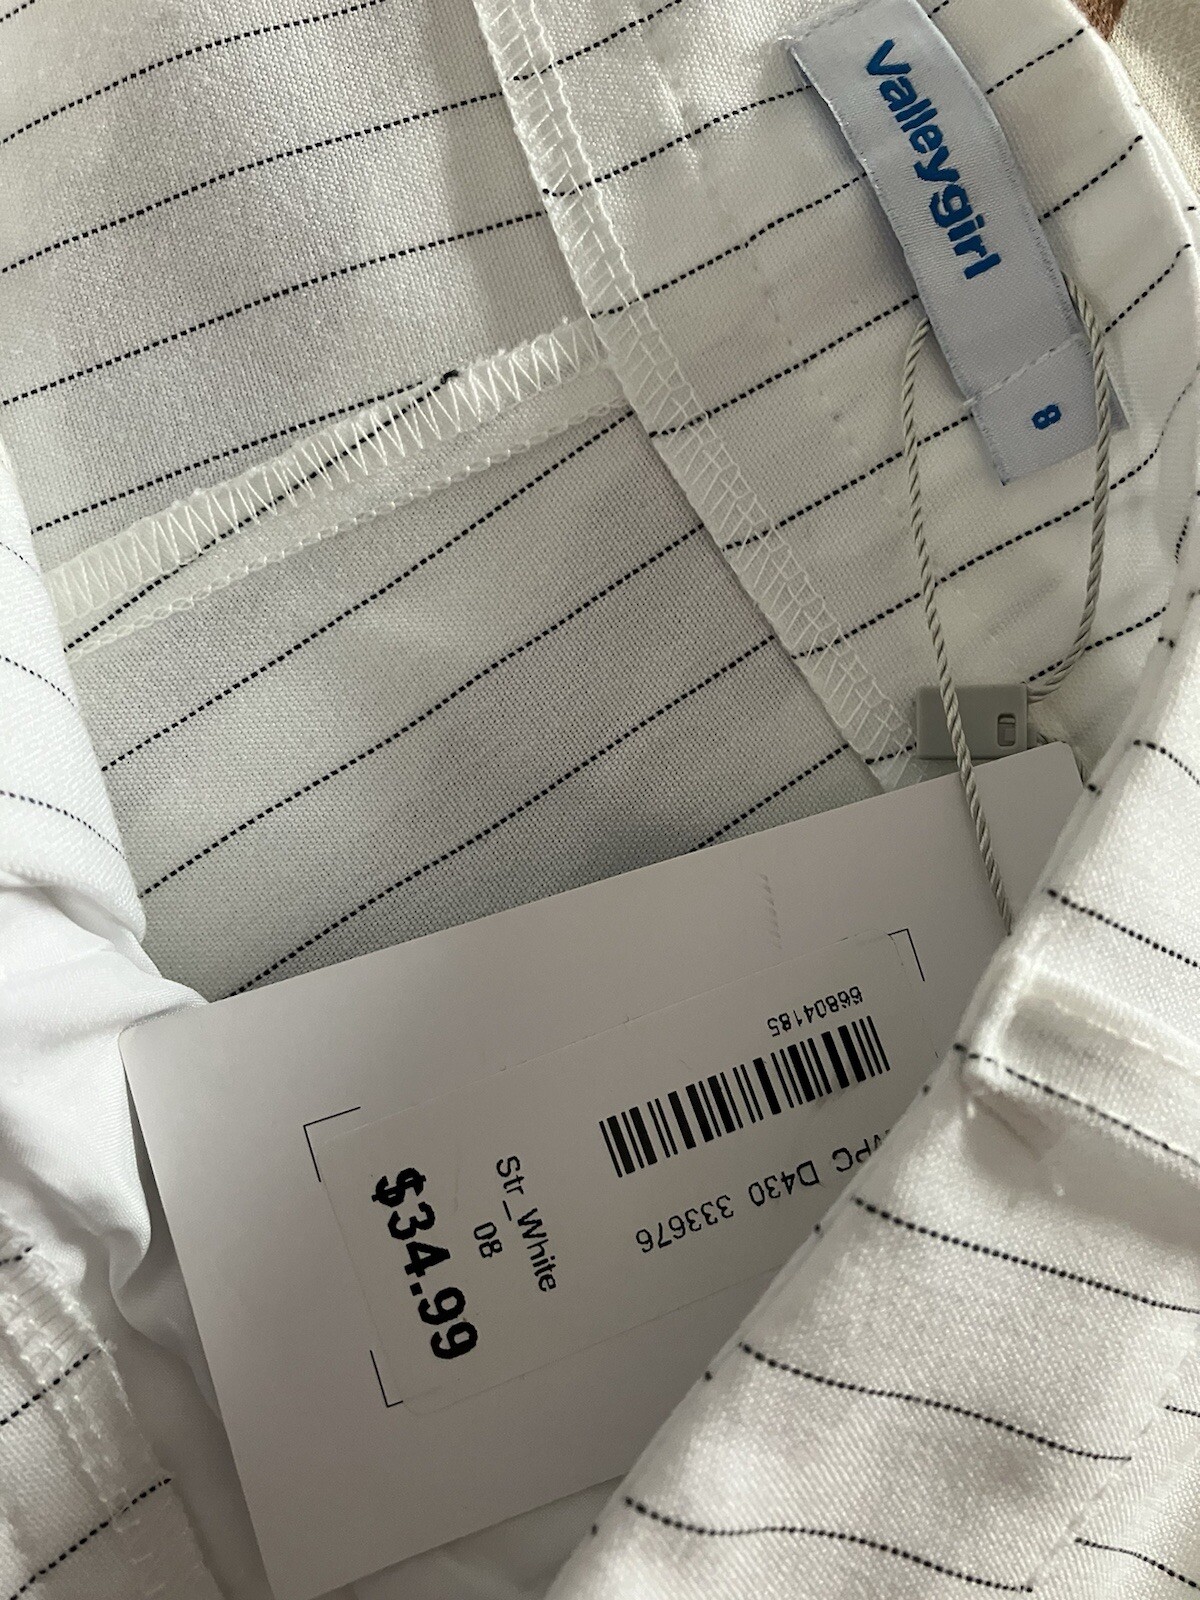 Valleygirl
8
66804185
D430 333676
Str_White
08
$34.99